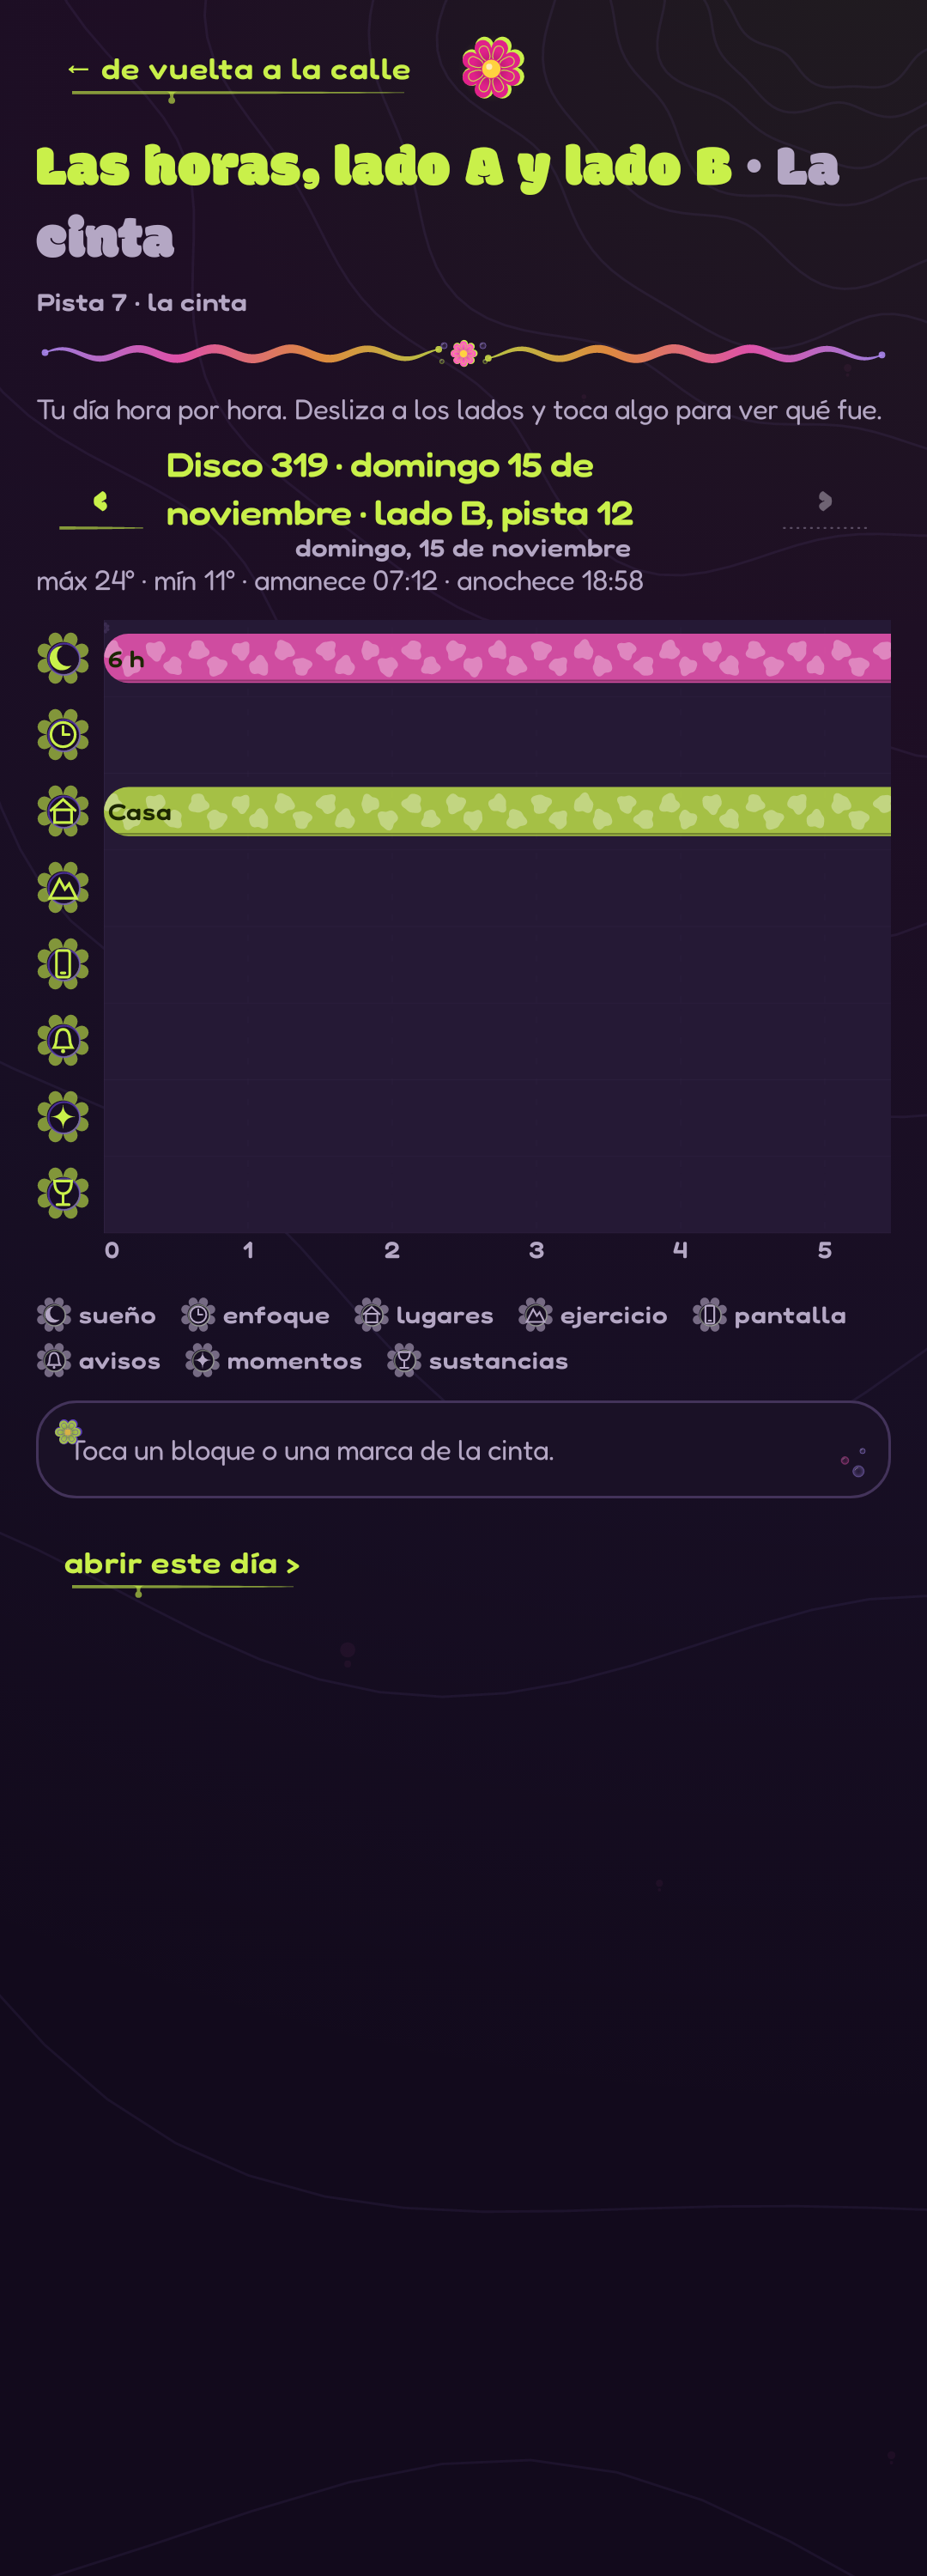 ← de vuelta a la calle
Las horas, lado A y lado B · La
cinta
Pista 7 · la cinta
Tu día hora por hora. Desliza a los lados y toca algo para ver qué fue.
‹
Disco 319 · domingo 15 de
noviembre · lado B, pista 12
›
domingo, 15 de noviembre
máx 24° · mín 11° · amanece 07:12 · anochece 18:58
6 h
Casa
0 1 2 3 4 5
sueño enfoque lugares ejercicio pantalla
avisos momentos sustancias
Toca un bloque o una marca de la cinta.
abrir este día >